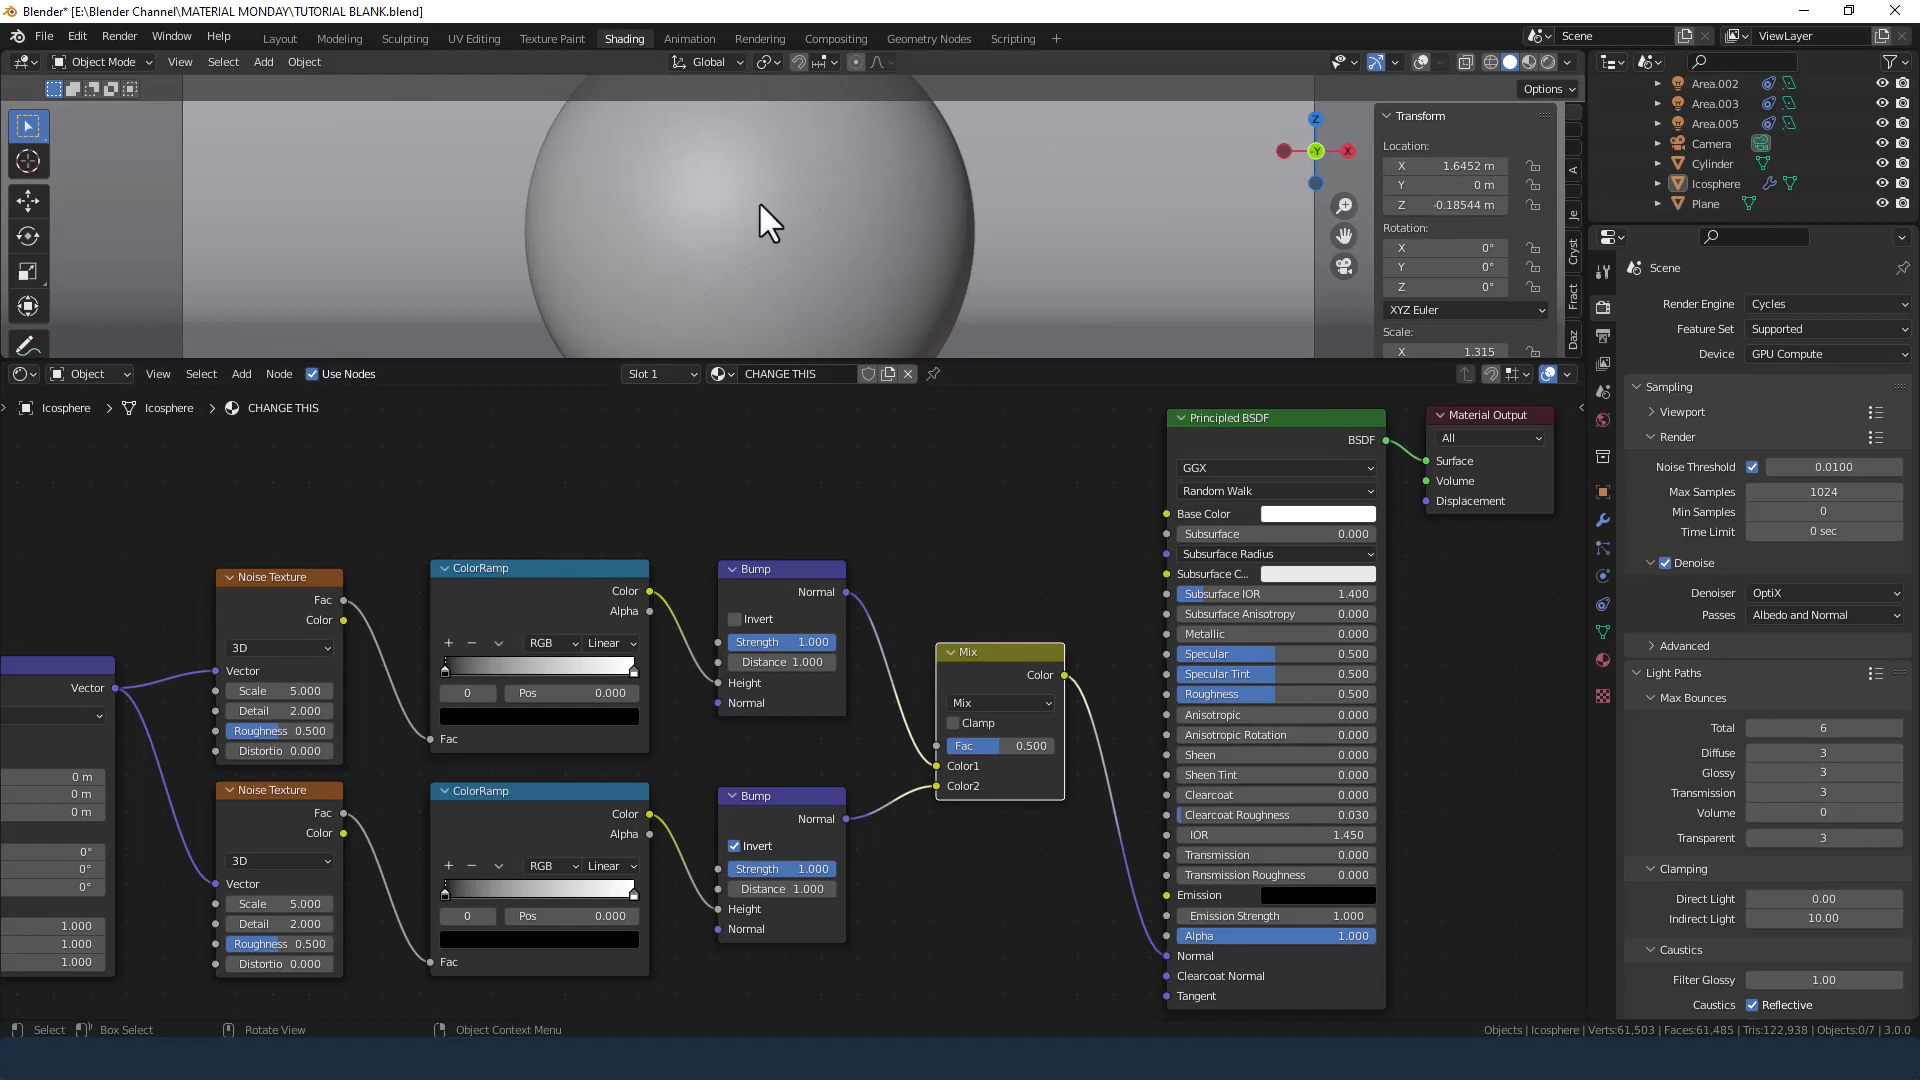 Blender* [E:\Blender Channel\MATERIAL MONDAY\TUTORIAL BLANK.blend]
File Edit Render Window Help
Layout Modeling Sculpting UV Editing Texture Paint Shading Animation Rendering Compositing Geometry Nodes Scripting +
Scene ViewLayer
Object Mode View Select Add Object
Global
Options
Area.002
Area.003
Area.005
Camera
Cylinder
Icosphere
Plane
Z
-Y
X
Transform
Location:
X 1.6452 m
Y 0 m
Z -0.18544 m
Rotation:
X 0°
Y 0°
Z 0°
XYZ Euler
Scale:
X 1.315
A
Je
Cryst
Fract
Daz
Object View Select Add Node Use Nodes
Slot 1 CHANGE THIS
Icosphere > Icosphere > CHANGE THIS
Vector
0 m
0 m
0 m
0°
0°
0°
1.000
1.000
1.000
Noise Texture
Fac
Color
3D
Vector
Scale 5.000
Detail 2.000
Roughness 0.500
Distortio 0.000
Noise Texture
Fac
Color
3D
Vector
Scale 5.000
Detail 2.000
Roughness 0.500
Distortio 0.000
ColorRamp
Color
Alpha
+ − RGB Linear
0 Pos 0.000
Fac
ColorRamp
Color
Alpha
+ − RGB Linear
0 Pos 0.000
Fac
Bump
Normal
Invert
Strength 1.000
Distance 1.000
Height
Normal
Bump
Normal
Invert
Strength 1.000
Distance 1.000
Height
Normal
Mix
Color
Mix
Clamp
Fac 0.500
Color1
Color2
Principled BSDF
BSDF
GGX
Random Walk
Base Color
Subsurface 0.000
Subsurface Radius
Subsurface C...
Subsurface IOR 1.400
Subsurface Anisotropy 0.000
Metallic 0.000
Specular 0.500
Specular Tint 0.500
Roughness 0.500
Anisotropic 0.000
Anisotropic Rotation 0.000
Sheen 0.000
Sheen Tint 0.000
Clearcoat 0.000
Clearcoat Roughness 0.030
IOR 1.450
Transmission 0.000
Transmission Roughness 0.000
Emission
Emission Strength 1.000
Alpha 1.000
Normal
Clearcoat Normal
Tangent
Material Output
All
Surface
Volume
Displacement
Scene
Render Engine Cycles
Feature Set Supported
Device GPU Compute
Sampling
Viewport
Render
Noise Threshold 0.0100
Max Samples 1024
Min Samples 0
Time Limit 0 sec
Denoise
Denoiser OptiX
Passes Albedo and Normal
Advanced
Light Paths
Max Bounces
Total 6
Diffuse 3
Glossy 3
Transmission 3
Volume 0
Transparent 3
Clamping
Direct Light 0.00
Indirect Light 10.00
Caustics
Filter Glossy 1.00
Caustics Reflective
Select Box Select Rotate View Object Context Menu
Objects | Icosphere | Verts:61,503 | Faces:61,485 | Tris:122,938 | Objects:0/7 | 3.0.0